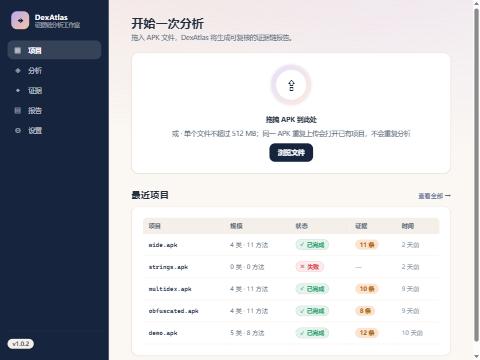 DexAtlas
证据链分析工作室
项目
分析
证据
报告
设置
v1.0.2
开始一次分析
拖入 APK 文件，DexAtlas 将生成可复核的证据链报告。
拖拽 APK 到此处
或 · 单个文件不超过 512 MB；同一 APK 重复上传会打开已有项目，不会重复分析
浏览文件
最近项目
查看全部 →
项目 规模 状态 证据 时间
side.apk 4 类 · 11 方法 ✓ 已完成 11 条 2 天前
strings.apk 0 类 · 0 方法 × 失败 — 2 天前
multidex.apk 4 类 · 11 方法 ✓ 已完成 10 条 9 天前
obfuscated.apk 4 类 · 11 方法 ✓ 已完成 8 条 9 天前
demo.apk 5 类 · 8 方法 ✓ 已完成 12 条 10 天前